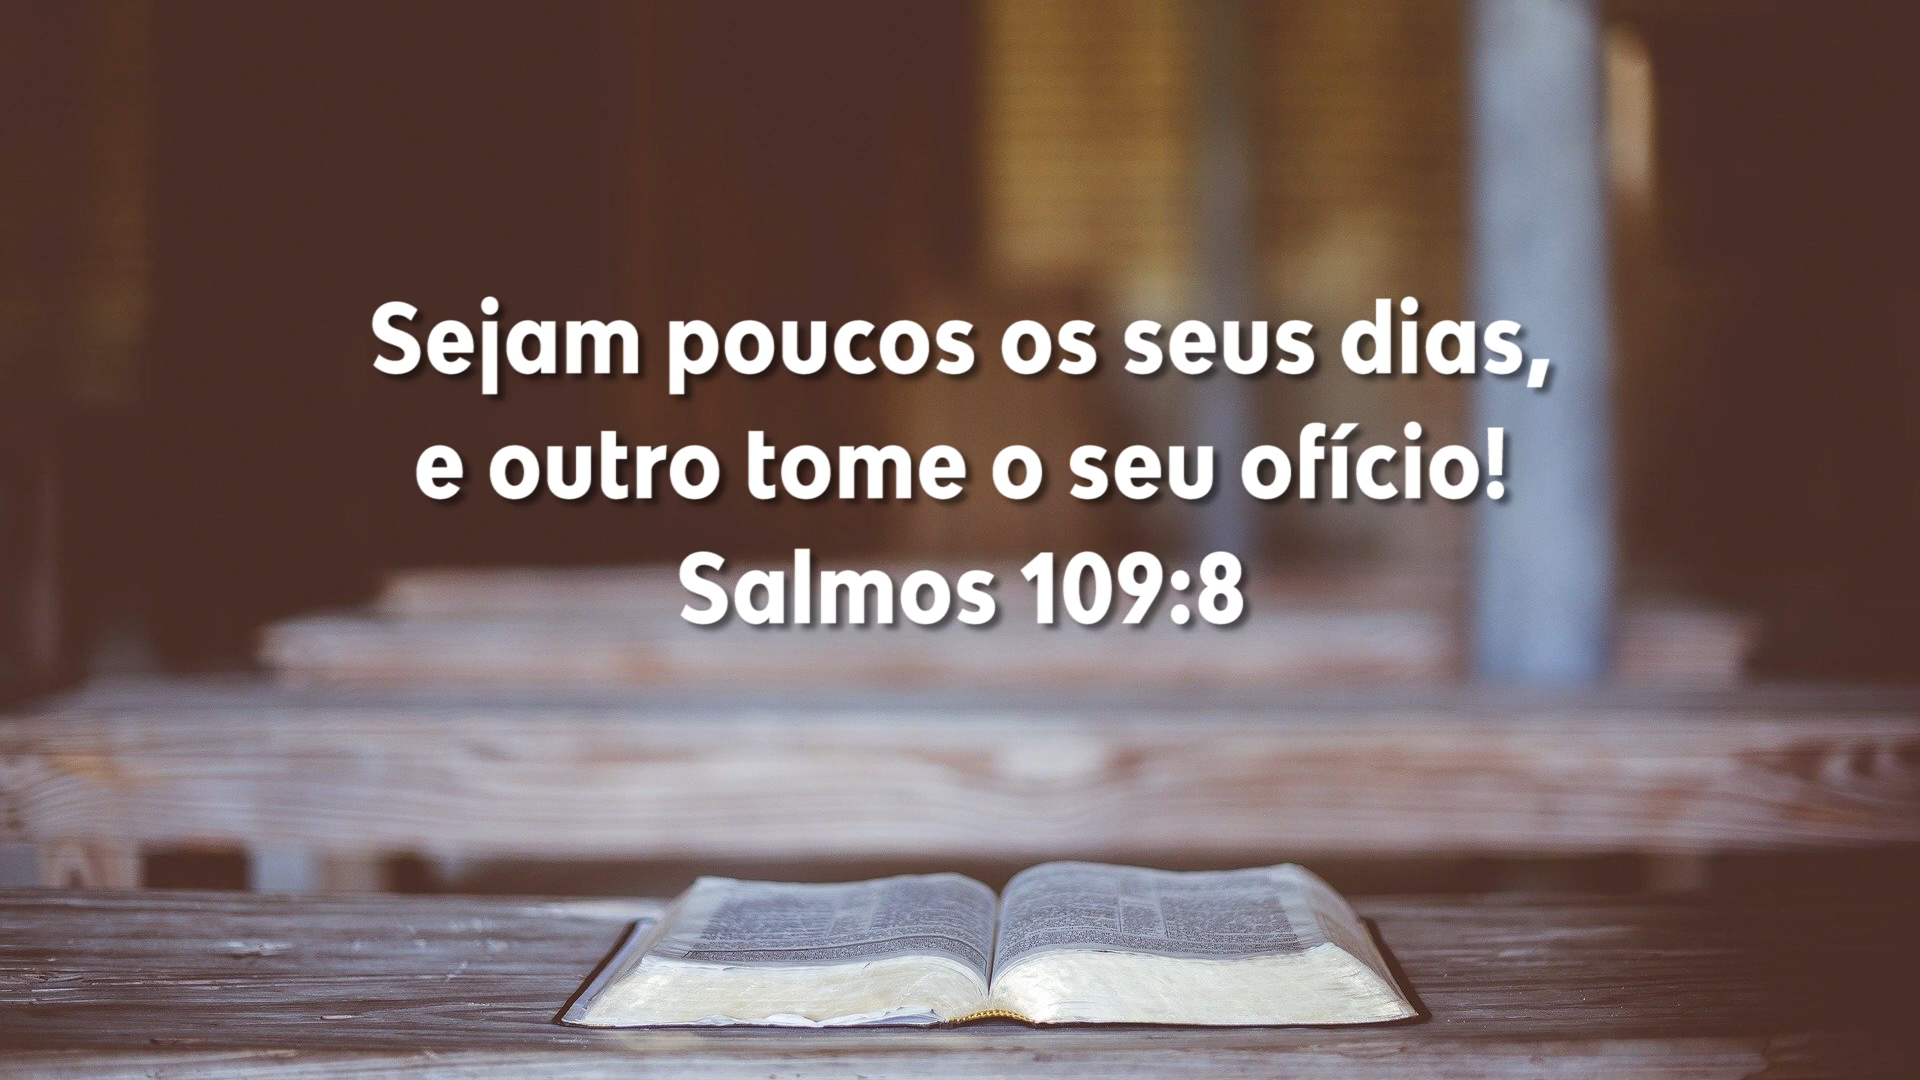 Sejam poucos os seus dias,
e outro tome o seu ofício!
Salmos 109:8